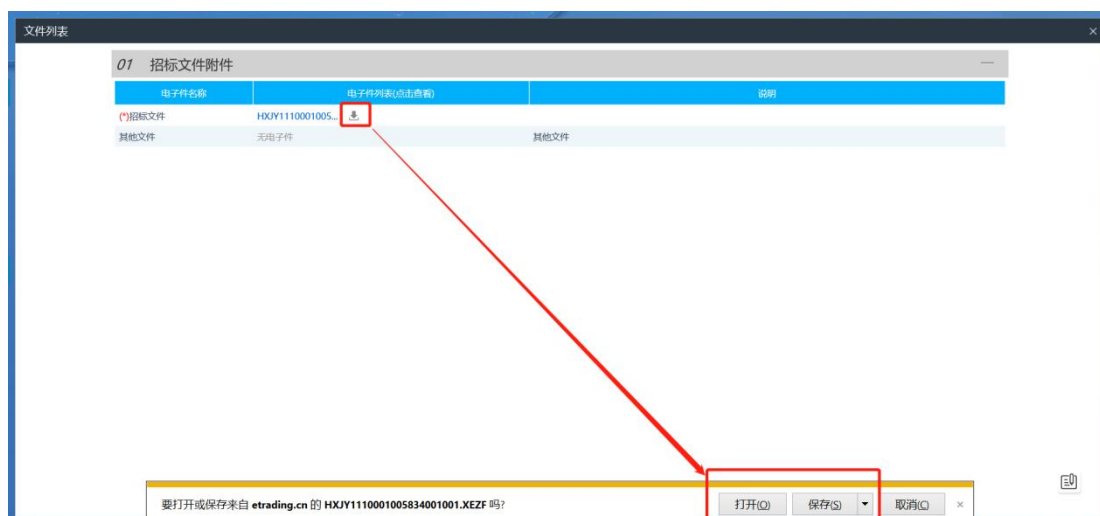 文件列表
01 招标文件附件
电子件名称 电子件列表(点击查看) 说明
(*)招标文件 HXJY1110001005...
其他文件 无电子件 其他文件
要打开或保存来自 etrading.cn 的 HXJY1110001005834001001.XEZF 吗?
打开(O) 保存(S) 取消(C) ×